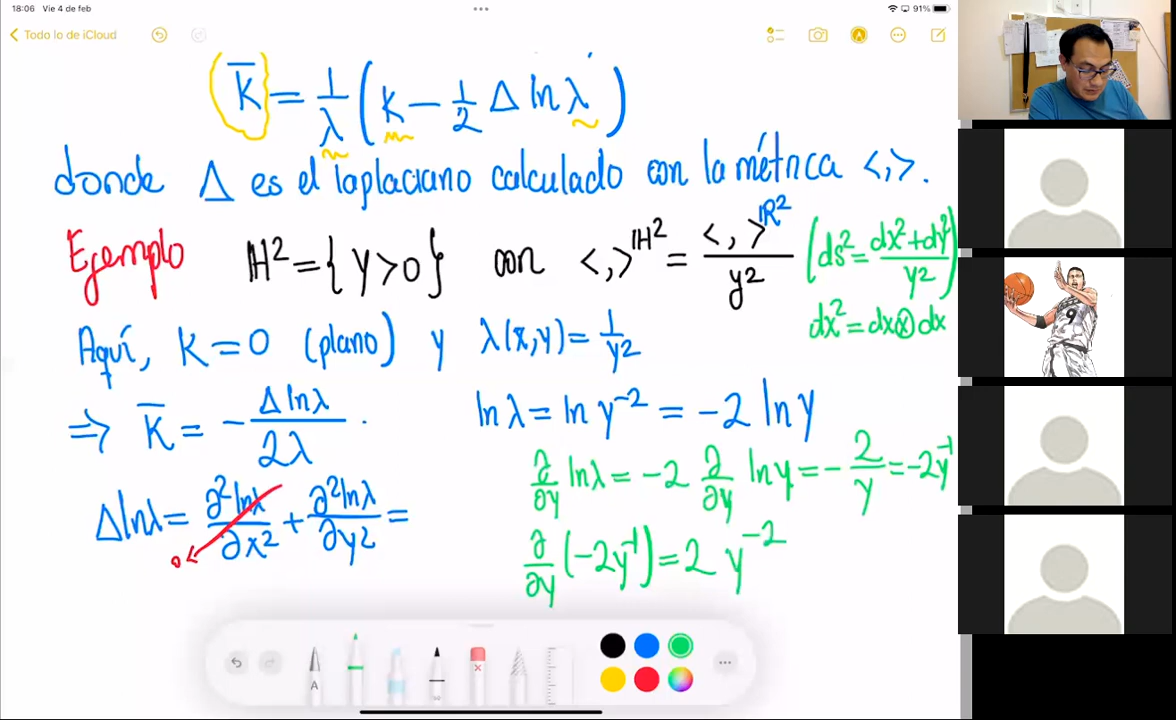 18:06 Vie 4 de feb
91%
Todo lo de iCloud
K̄ = 1/λ (K − 1/2 Δ ln λ)
donde Δ es el laplaciano calculado con la métrica <,>.
Ejemplo H² = {y>0} con <,>^H² = <,>^R² / y² (ds² = dx²+dy² / y²)
dx² = dx⊗dx
Aquí, K=0 (plano) y λ(x,y) = 1/y²
⇒ K̄ = − Δ ln λ / 2λ . ln λ = ln y⁻² = −2 ln y
∂/∂y ln λ = −2 ∂/∂y ln y = − 2/y = −2y⁻¹
Δ ln λ = ∂² ln λ/∂x² + ∂² ln λ/∂y² =
0
∂/∂y (−2y⁻¹) = 2 y⁻²
A
9